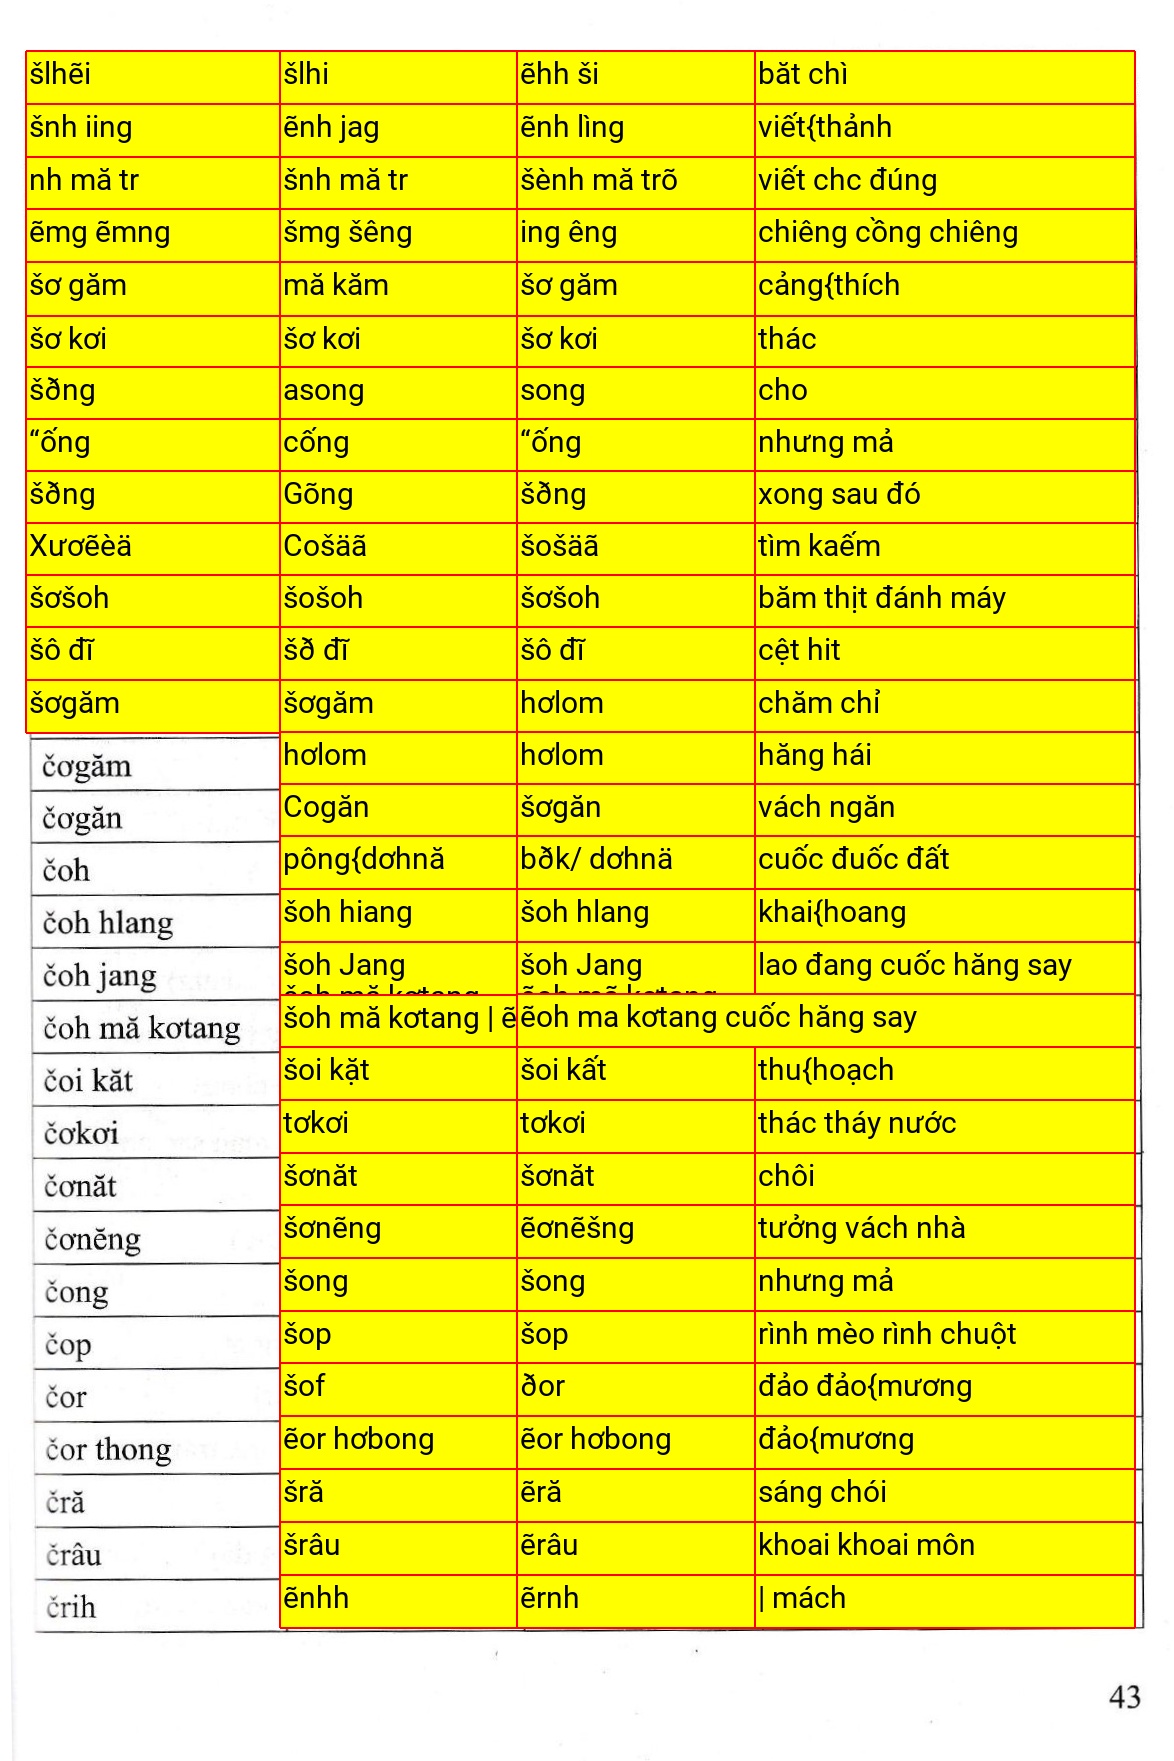 šlhẽi šlhi ẽhh ši băt chì
šnh iing ẽnh jag ẽnh lìng viết{thảnh
nh mă tr šnh mă tr šènh mă trõ viết chc đúng
ẽmg ẽmng šmg šêng ing êng chiêng cồng chiêng
šơ găm mă kăm šơ găm cảng{thích
šơ kơi šơ kơi šơ kơi thác
šðng asong song cho
“ống cống “ống nhưng mả
šðng Gõng šðng xong sau đó
Xươẽèä Cošäã šošäã tìm kaếm
šơšoh šošoh šơšoh băm thịt đánh máy
šô đĩ šð đĩ šô đĩ cệt hit
šơgăm šơgăm hơlom chăm chỉ
čơgăm hơlom hơlom hăng hái
čơgăn Cogăn šơgăn vách ngăn
čoh pông{dơhnă bðk/ dơhnä cuốc đuốc đất
čoh hlang šoh hiang šoh hlang khai{hoang
čoh jang šoh Jang šoh Jang lao đang cuốc hăng say
čoh mă kơtang šoh mă kơtang | ẽ ẽoh ma kơtang cuốc hăng say
čoi kăt šoi kặt šoi kất thu{hoạch
čơkơi tơkơi tơkơi thác tháy nước
čơnăt šơnăt šơnăt chôi
čơnĕng šơnẽng ẽơnẽšng tưởng vách nhà
čong šong šong nhưng mả
čop šop šop rình mèo rình chuột
čor šof ðor đảo đảo{mương
čor thong ẽor hơbong ẽor hơbong đảo{mương
čră šră ẽră sáng chói
črâu šrâu ẽrâu khoai khoai môn
črih ẽnhh ẽrnh | mách
43